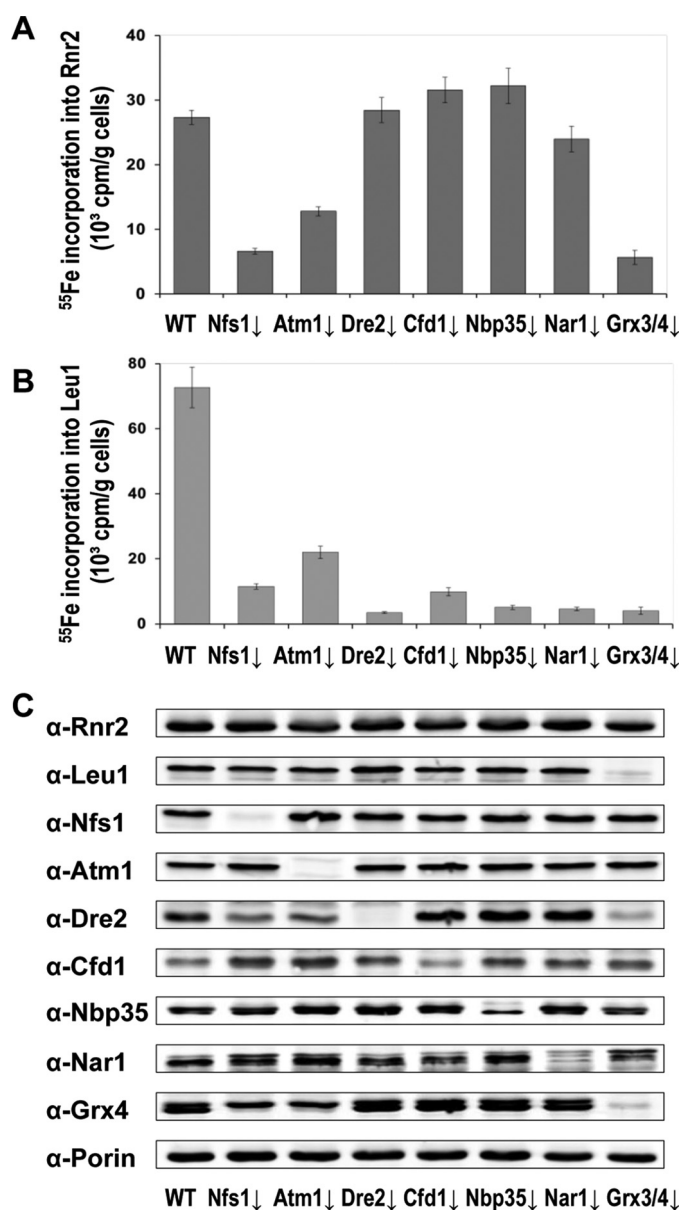 A
⁵⁵Fe incorporation into Rnr2
(10³ cpm/g cells)
40
30
20
10
0
WT Nfs1↓ Atm1↓ Dre2↓ Cfd1↓ Nbp35↓ Nar1↓ Grx3/4↓
B
⁵⁵Fe incorporation into Leu1
(10³ cpm/g cells)
80
60
40
20
0
WT Nfs1↓ Atm1↓ Dre2↓ Cfd1↓ Nbp35↓ Nar1↓ Grx3/4↓
C
α-Rnr2
α-Leu1
α-Nfs1
α-Atm1
α-Dre2
α-Cfd1
α-Nbp35
α-Nar1
α-Grx4
α-Porin
WT Nfs1↓ Atm1↓ Dre2↓ Cfd1↓ Nbp35↓ Nar1↓ Grx3/4↓